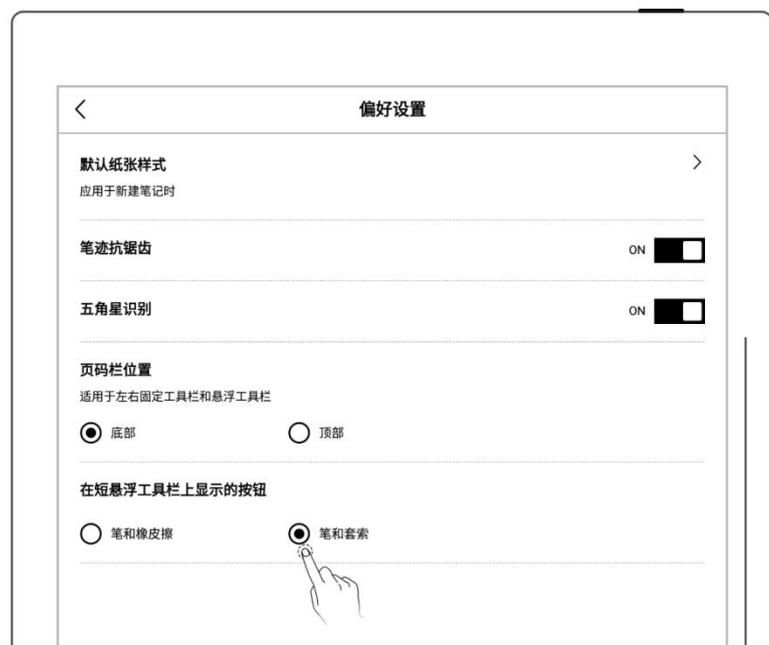 偏好设置
默认纸张样式
应用于新建笔记时
笔迹抗锯齿
ON
五角星识别
ON
页码栏位置
适用于左右固定工具栏和悬浮工具栏
底部 顶部
在短悬浮工具栏上显示的按钮
笔和橡皮擦 笔和套索